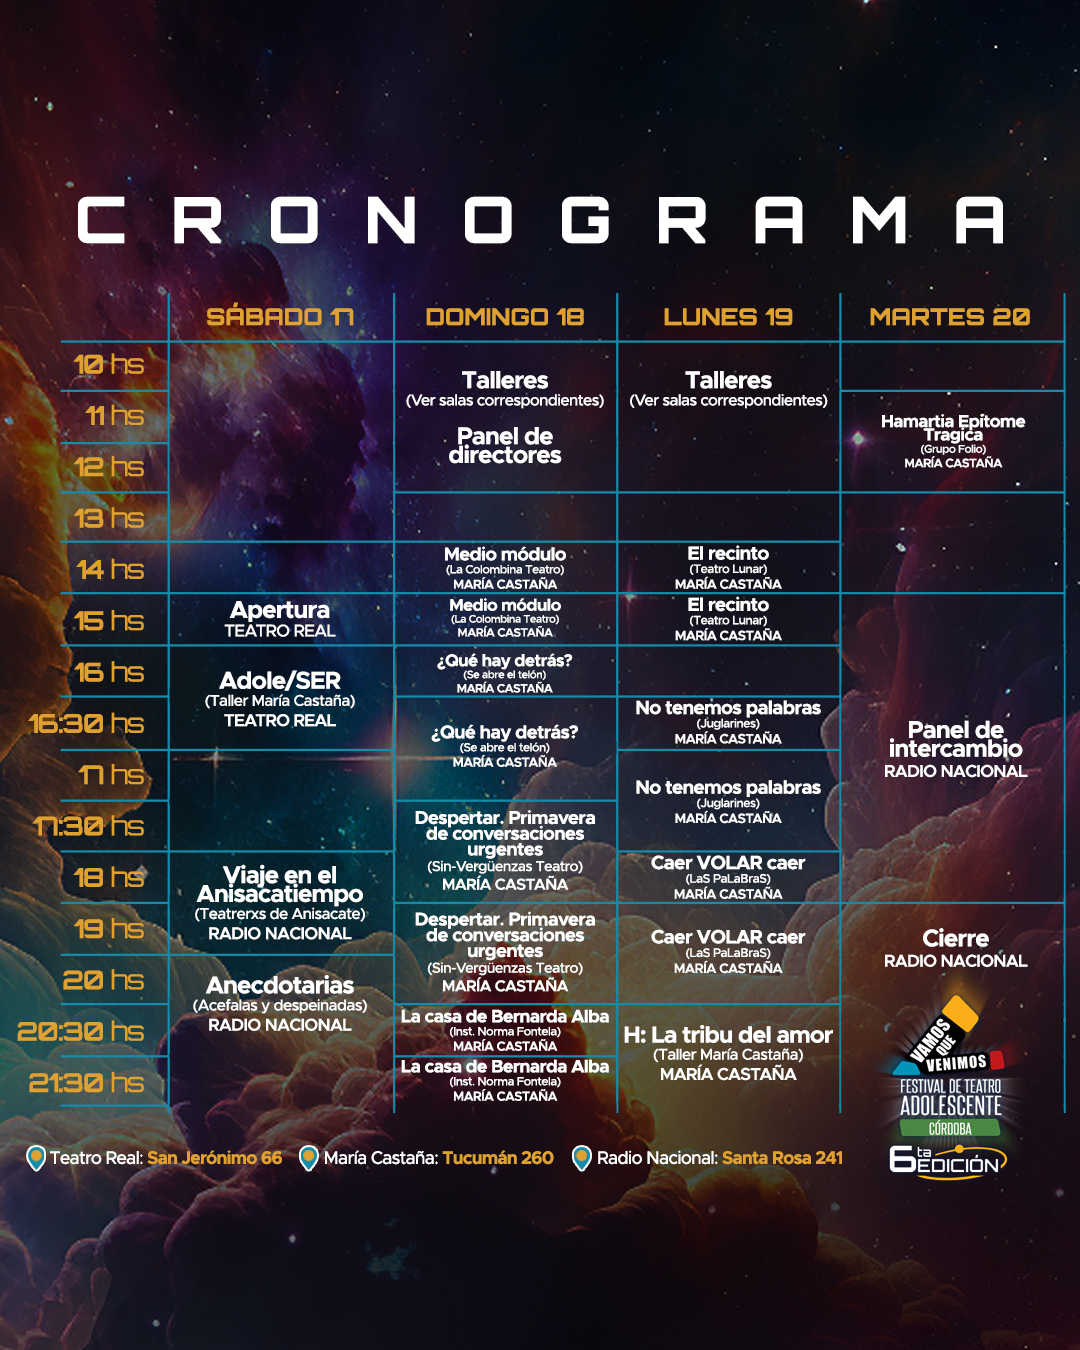 CRONOGRAMA
SÁBADO 17
DOMINGO 18
LUNES 19
MARTES 20
10 hs
11 hs
12 hs
13 hs
14 hs
15 hs
16 hs
16:30 hs
17 hs
17:30 hs
18 hs
19 hs
20 hs
20:30 hs
21:30 hs
Apertura
TEATRO REAL
Adole/SER
(Taller María Castaña)
TEATRO REAL
Viaje en el
Anisacatiempo
(Teatrerxs de Anisacate)
RADIO NACIONAL
Anecdotarias
(Acefalas y despeinadas)
RADIO NACIONAL
Talleres
(Ver salas correspondientes)
Panel de
directores
Medio módulo
(La Colombina Teatro)
MARÍA CASTAÑA
Medio módulo
(La Colombina Teatro)
MARÍA CASTAÑA
¿Qué hay detrás?
(Se abre el telón)
MARÍA CASTAÑA
¿Qué hay detrás?
(Se abre el telón)
MARÍA CASTAÑA
Despertar. Primavera
de conversaciones
urgentes
(Sin-Vergüenzas Teatro)
MARÍA CASTAÑA
Despertar. Primavera
de conversaciones
urgentes
(Sin-Vergüenzas Teatro)
MARÍA CASTAÑA
La casa de Bernarda Alba
(Inst. Norma Fontela)
MARÍA CASTAÑA
La casa de Bernarda Alba
(Inst. Norma Fontela)
MARÍA CASTAÑA
Talleres
(Ver salas correspondientes)
El recinto
(Teatro Lunar)
MARÍA CASTAÑA
El recinto
(Teatro Lunar)
MARÍA CASTAÑA
No tenemos palabras
(Juglarines)
MARÍA CASTAÑA
No tenemos palabras
(Juglarines)
MARÍA CASTAÑA
Caer VOLAR caer
(LaS PaLaBraS)
MARÍA CASTAÑA
Caer VOLAR caer
(LaS PaLaBraS)
MARÍA CASTAÑA
H: La tribu del amor
(Taller María Castaña)
MARÍA CASTAÑA
Hamartia Epítome
Tragica
(Grupo Folio)
MARÍA CASTAÑA
Panel de
intercambio
RADIO NACIONAL
Cierre
RADIO NACIONAL
VAMOS
QUE
VENIMOS
FESTIVAL DE TEATRO
ADOLESCENTE
CÓRDOBA
6ta EDICIÓN
Teatro Real: San Jerónimo 66
María Castaña: Tucumán 260
Radio Nacional: Santa Rosa 241